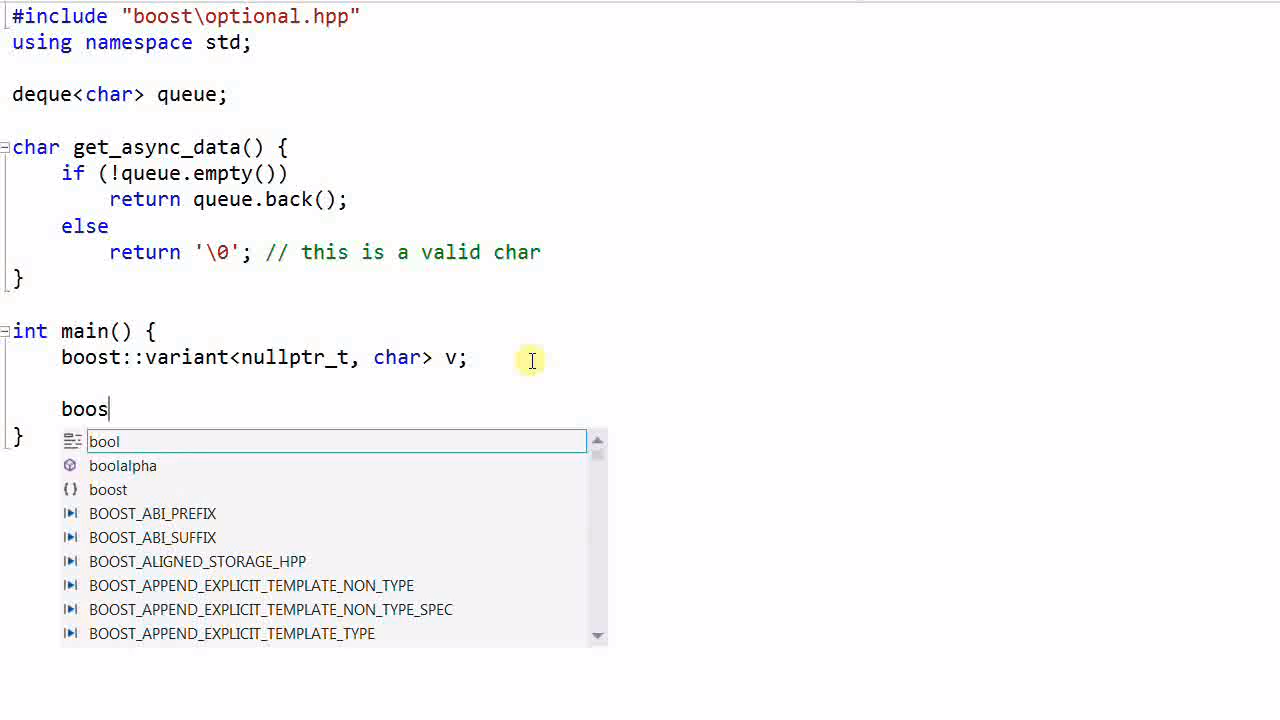 #include "boost\optional.hpp"
using namespace std;
deque<char> queue;
char get_async_data() {
    if (!queue.empty())
        return queue.back();
    else
        return '\0'; // this is a valid char
}
int main() {
    boost::variant<nullptr_t, char> v;
    boos
}
bool
boolalpha
boost
BOOST_ABI_PREFIX
BOOST_ABI_SUFFIX
BOOST_ALIGNED_STORAGE_HPP
BOOST_APPEND_EXPLICIT_TEMPLATE_NON_TYPE
BOOST_APPEND_EXPLICIT_TEMPLATE_NON_TYPE_SPEC
BOOST_APPEND_EXPLICIT_TEMPLATE_TYPE